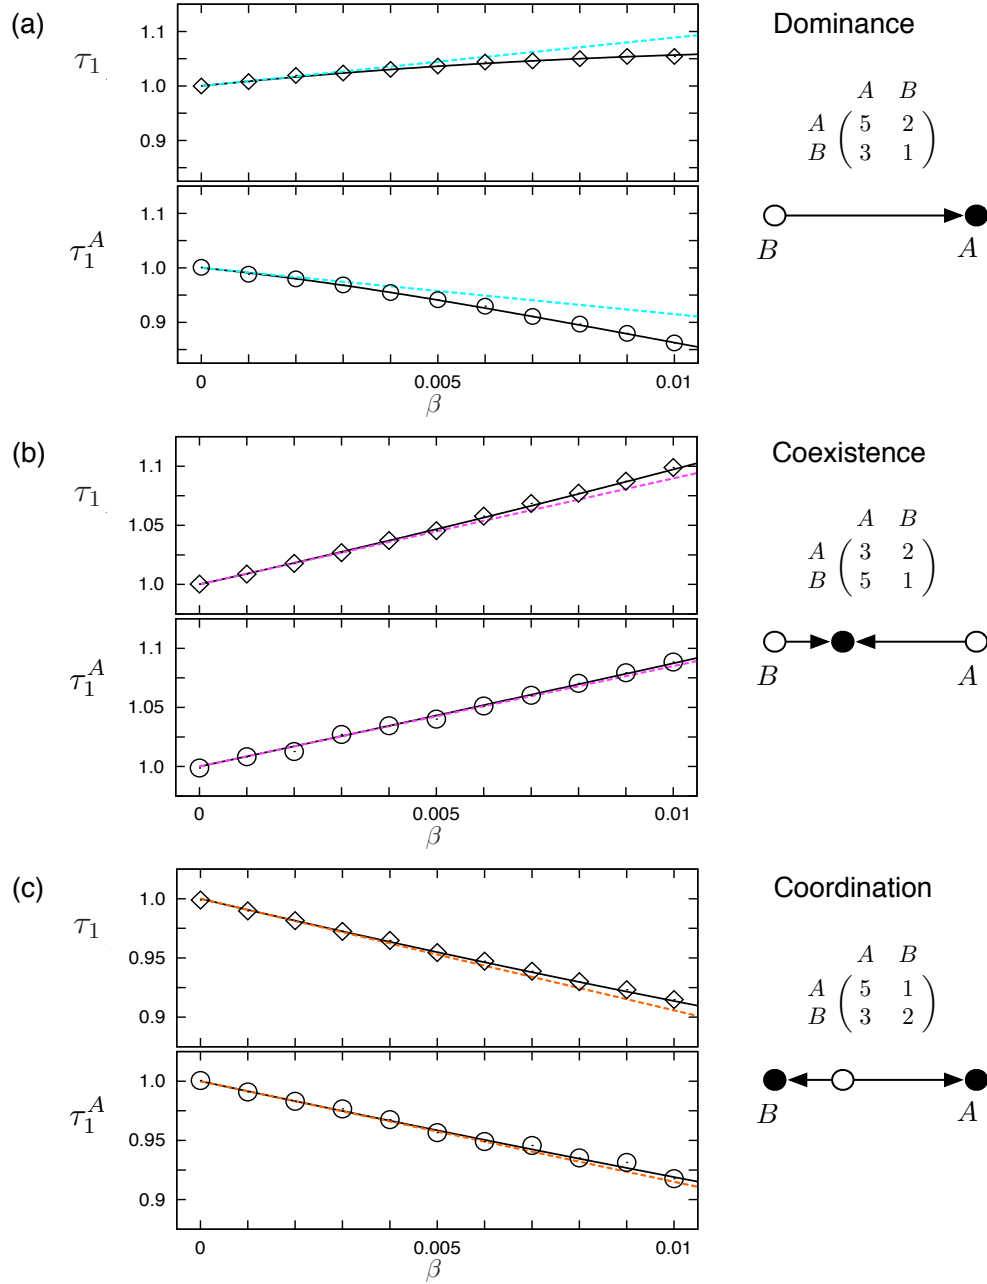 (a)
Dominance
τ₁
1.1
1.0
0.9
A B
A ( 5 2 )
B ( 3 1 )
τ₁ᴬ
1.1
1.0
0.9
B A
0 0.005 0.01
β
(b)
Coexistence
τ₁
1.1
1.05
1.0
A B
A ( 3 2 )
B ( 5 1 )
τ₁ᴬ
1.1
1.05
1.0
B A
0 0.005 0.01
β
(c)
Coordination
τ₁
1.0
0.95
0.9
A B
A ( 5 1 )
B ( 3 2 )
τ₁ᴬ
1.0
0.95
0.9
B A
0 0.005 0.01
β